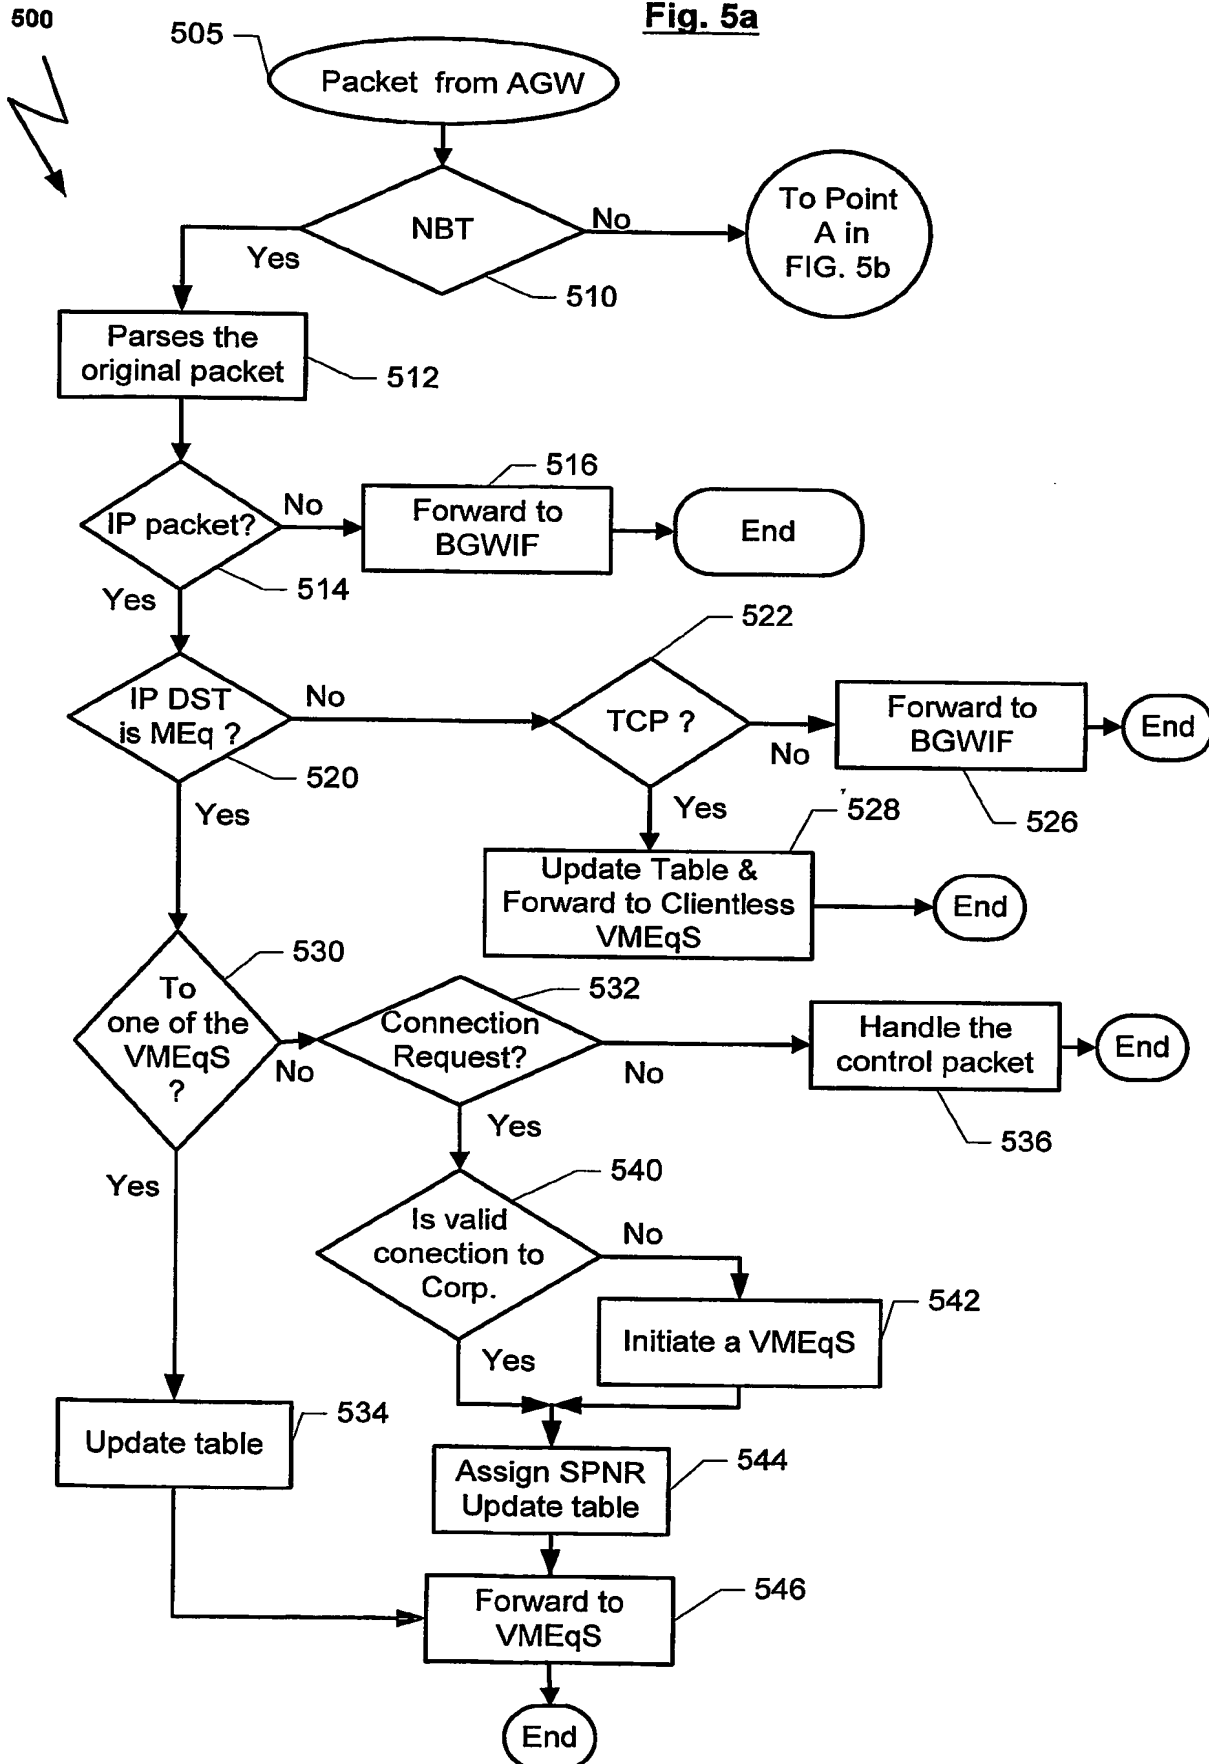 500
Fig. 5a
505
Packet from AGW
NBT
No
To Point
A in
FIG. 5b
Yes
510
Parses the
original packet
512
516
IP packet?
No
Forward to
BGWIF
End
514
Yes
522
IP DST
is MEq ?
No
TCP ?
No
Forward to
BGWIF
End
520
Yes
Yes
528
526
Update Table &
Forward to Clientless
VMEqS
End
530
To
one of the
VMEqS
?
No
532
Connection
Request?
No
Handle the
control packet
End
536
Yes
Yes
540
Is valid
conection to
Corp.
No
542
Initiate a VMEqS
Yes
534
Update table
Assign SPNR
Update table
544
Forward to
VMEqS
546
End